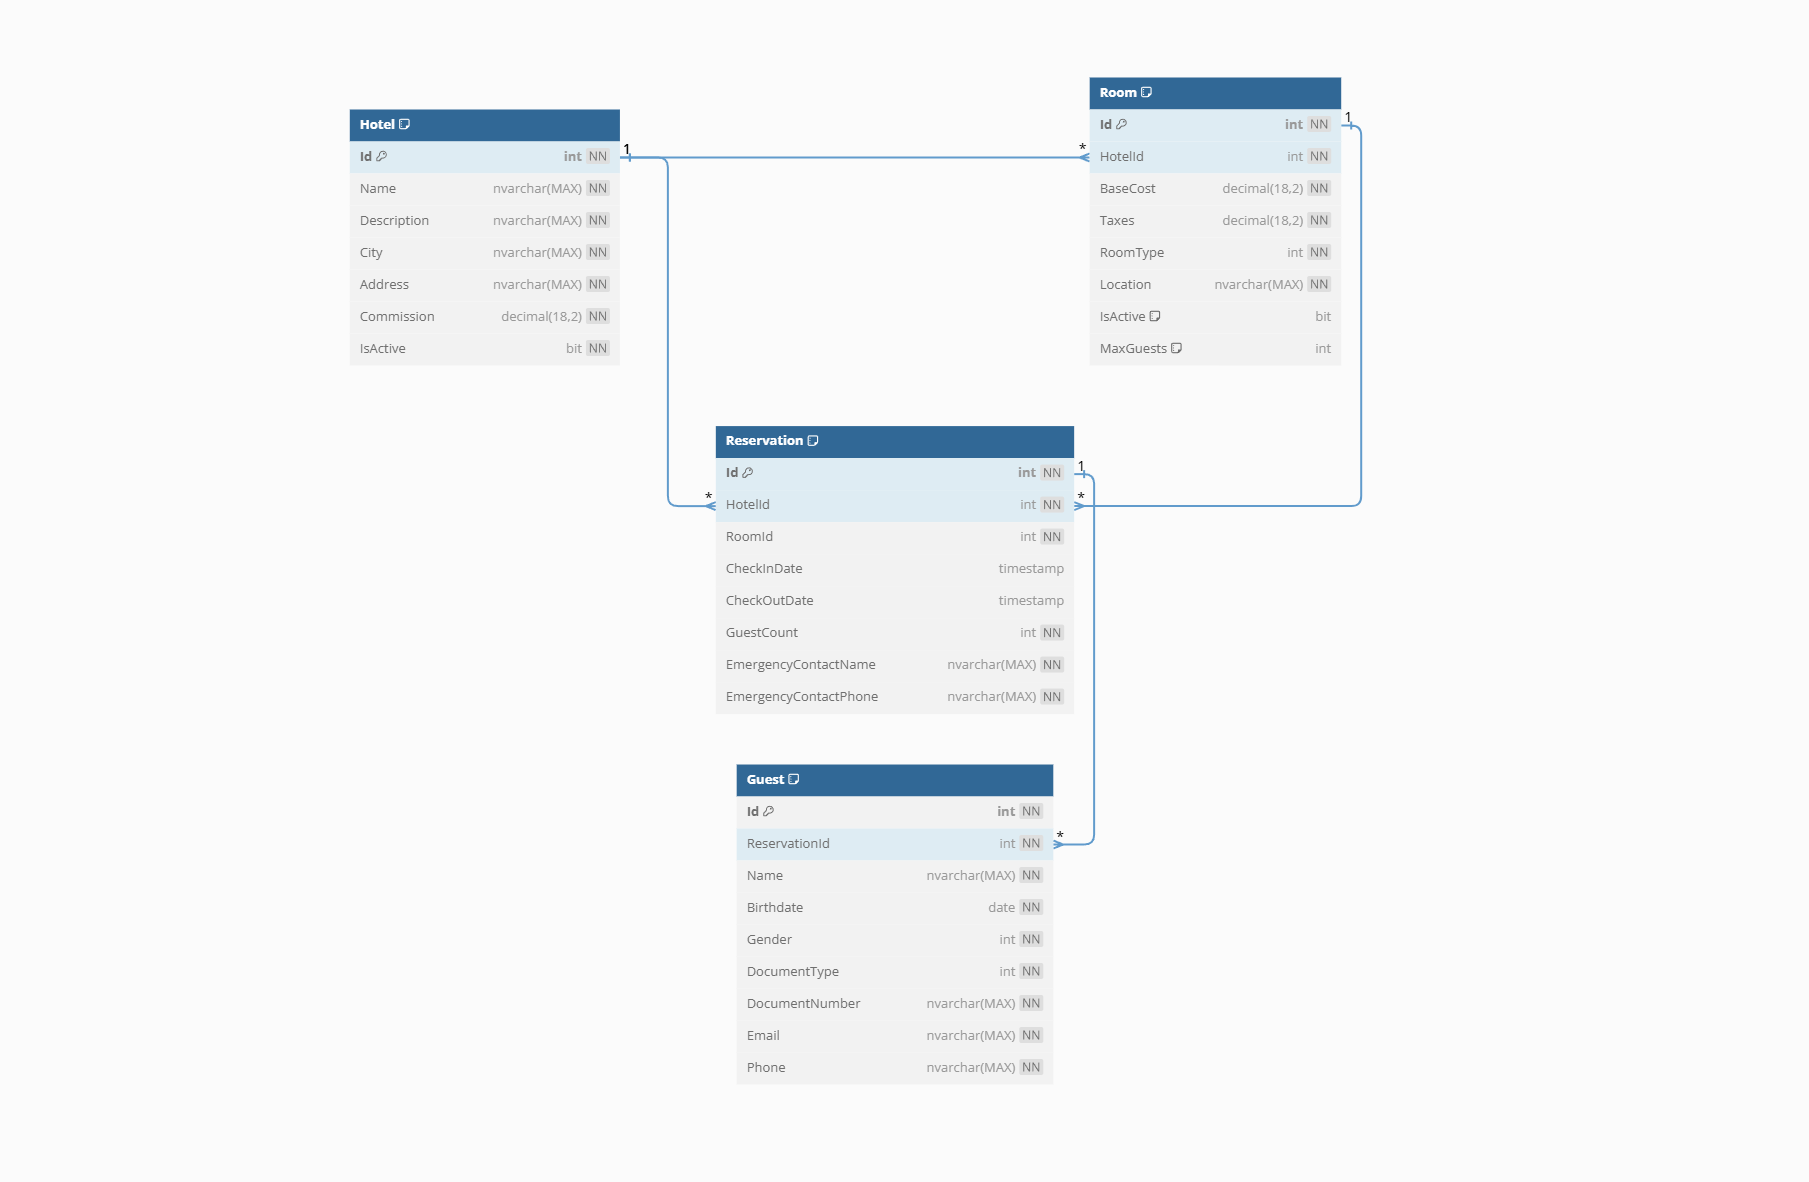 Hotel
Id int NN
Name nvarchar(MAX) NN
Description nvarchar(MAX) NN
City nvarchar(MAX) NN
Address nvarchar(MAX) NN
Commission decimal(18,2) NN
IsActive bit NN
1
*
Room
Id int NN
HotelId int NN
BaseCost decimal(18,2) NN
Taxes decimal(18,2) NN
RoomType int NN
Location nvarchar(MAX) NN
IsActive bit
MaxGuests int
1
*
Reservation
Id int NN
HotelId int NN
RoomId int NN
CheckInDate timestamp
CheckOutDate timestamp
GuestCount int NN
EmergencyContactName nvarchar(MAX) NN
EmergencyContactPhone nvarchar(MAX) NN
1
*
Guest
Id int NN
ReservationId int NN
Name nvarchar(MAX) NN
Birthdate date NN
Gender int NN
DocumentType int NN
DocumentNumber nvarchar(MAX) NN
Email nvarchar(MAX) NN
Phone nvarchar(MAX) NN
*